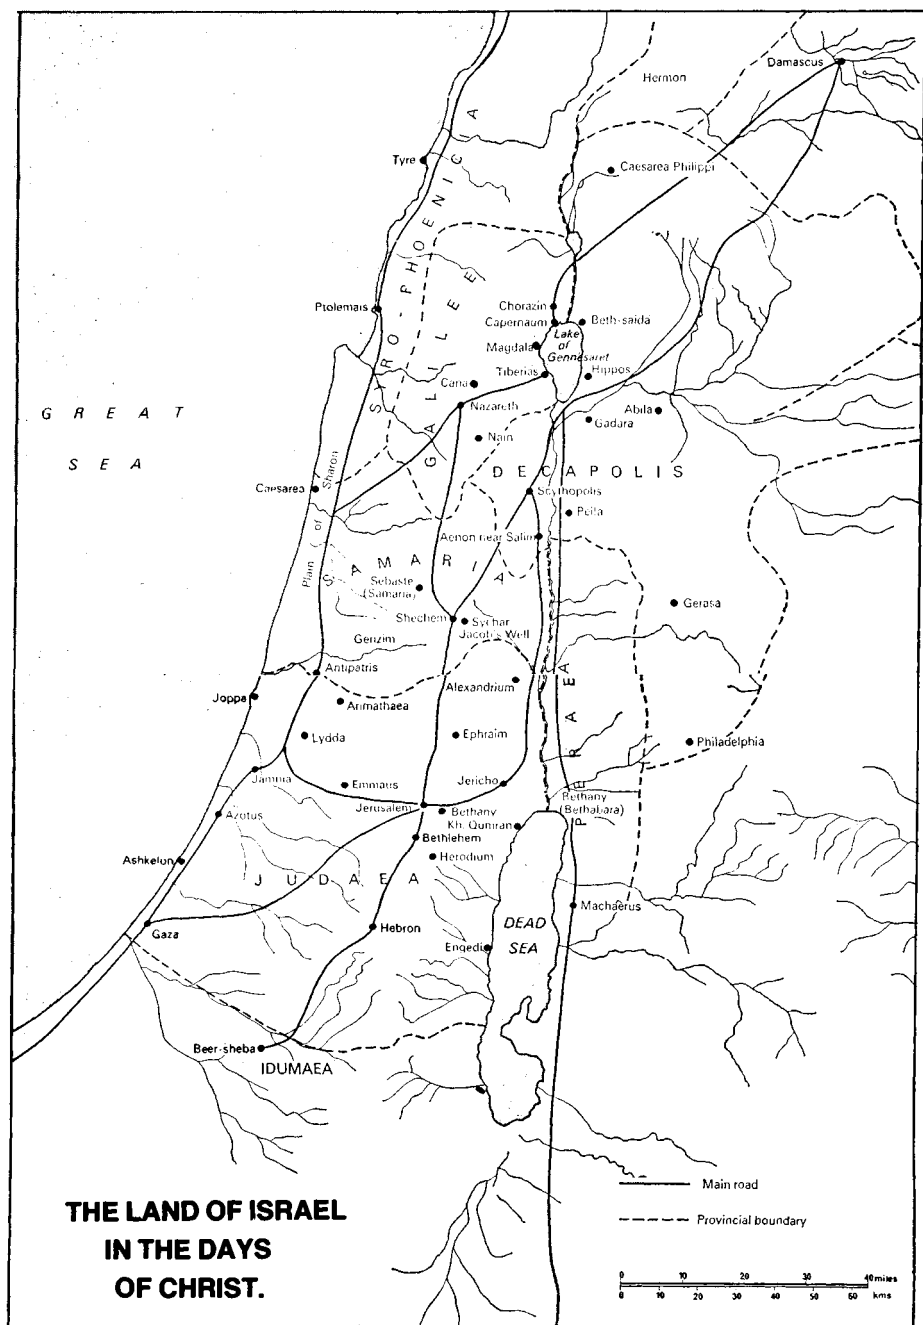 Damascus
Hermon
SYRO-PHOENICIA
Tyre
Caesarea Philippi
GALILEE
Ptolemais
Chorazin
Capernaum
Beth-saida
Lake
of
Gennesaret
Magdala
Tiberias
Hippos
Cana
GREAT
SEA
Nazareth
Abila
Gadara
Nain
DECAPOLIS
Caesarea
Plain of Sharon
Scythopolis
Pella
Aenon near Salim
SAMARIA
Sebaste
(Samaria)
Gerasa
Shechem
Sychar
Jacob's Well
Gerizim
Antipatris
Alexandrium
PERAEA
Joppa
Arimathaea
Lydda
Ephraim
Philadelphia
Jamnia
Emmaus
Jericho
Bethany
(Bethabara)
Jerusalem
Azotus
Bethany
Kh. Qumran
Bethlehem
Ashkelon
Herodium
JUDAEA
Machaerus
Gaza
Hebron
DEAD
SEA
Engedi
Beer-sheba
IDUMAEA
THE LAND OF ISRAEL
IN THE DAYS
OF CHRIST.
Main road
Provincial boundary
0 10 20 30 40 miles
0 10 20 30 40 50 60 kms